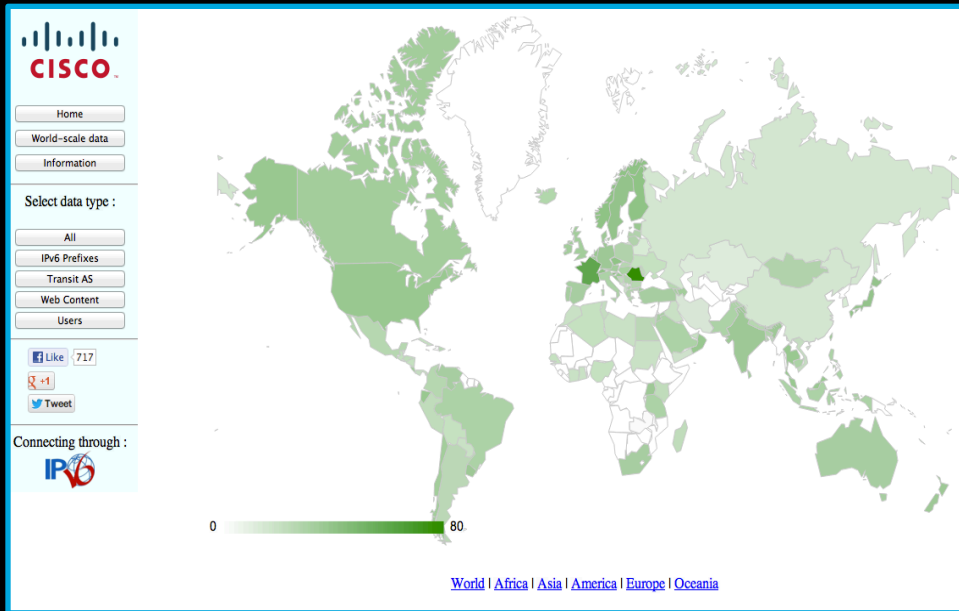 CISCO
Home
World-scale data
Information
Select data type :
All
IPv6 Prefixes
Transit AS
Web Content
Users
Like 717
g +1
Tweet
Connecting through :
IPv6
0 80
World | Africa | Asia | America | Europe | Oceania